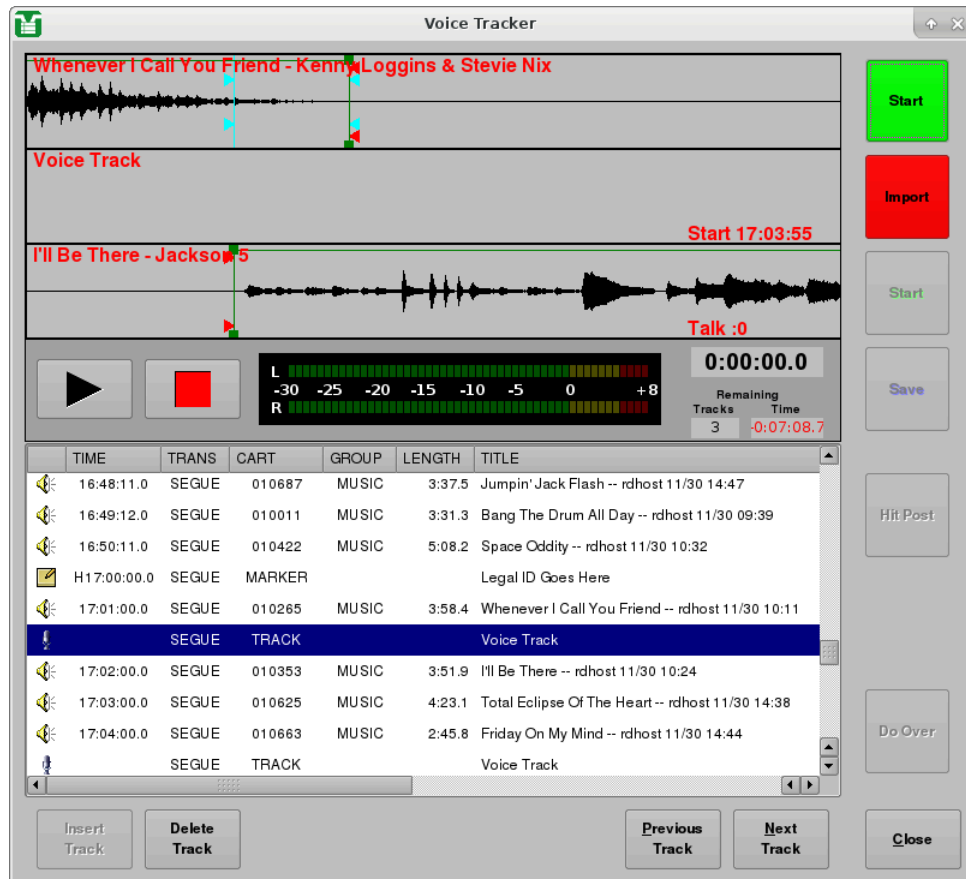 Voice Tracker
Whenever I Call You Friend - Kenny Loggins & Stevie Nix
Start
Voice Track
Import
Start 17:03:55
I'll Be There - Jackson 5
Start
Talk :0
0:00:00.0
L
-30 -25 -20 -15 -10 -5 0 +8
R
Remaining
Tracks Time
3 -0:07:08.7
Save
TIME TRANS CART GROUP LENGTH TITLE
16:48:11.0 SEGUE 010687 MUSIC 3:37.5 Jumpin' Jack Flash -- rdhost 11/30 14:47
16:49:12.0 SEGUE 010011 MUSIC 3:31.3 Bang The Drum All Day -- rdhost 11/30 09:39
Hit Post
16:50:11.0 SEGUE 010422 MUSIC 5:08.2 Space Oddity -- rdhost 11/30 10:32
H17:00:00.0 SEGUE MARKER Legal ID Goes Here
17:01:00.0 SEGUE 010265 MUSIC 3:58.4 Whenever I Call You Friend -- rdhost 11/30 10:11
SEGUE TRACK Voice Track
17:02:00.0 SEGUE 010353 MUSIC 3:51.9 I'll Be There -- rdhost 11/30 10:24
17:03:00.0 SEGUE 010625 MUSIC 4:23.1 Total Eclipse Of The Heart -- rdhost 11/30 14:38
17:04:00.0 SEGUE 010663 MUSIC 2:45.8 Friday On My Mind -- rdhost 11/30 14:44
Do Over
SEGUE TRACK Voice Track
Insert
Track
Delete
Track
Previous
Track
Next
Track
Close